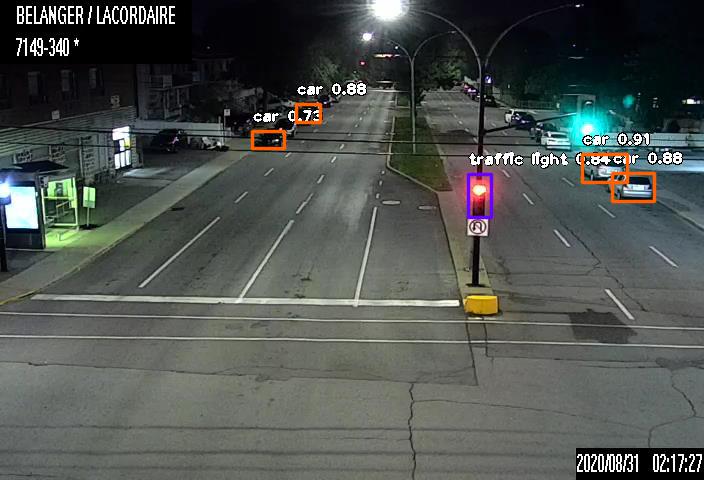 BELANGER / LACORDAIRE
7149-340 *
car 0.88
car 0.73
car 0.91
traffic light 0.84
car 0.88
2020/08/31 02:17:27